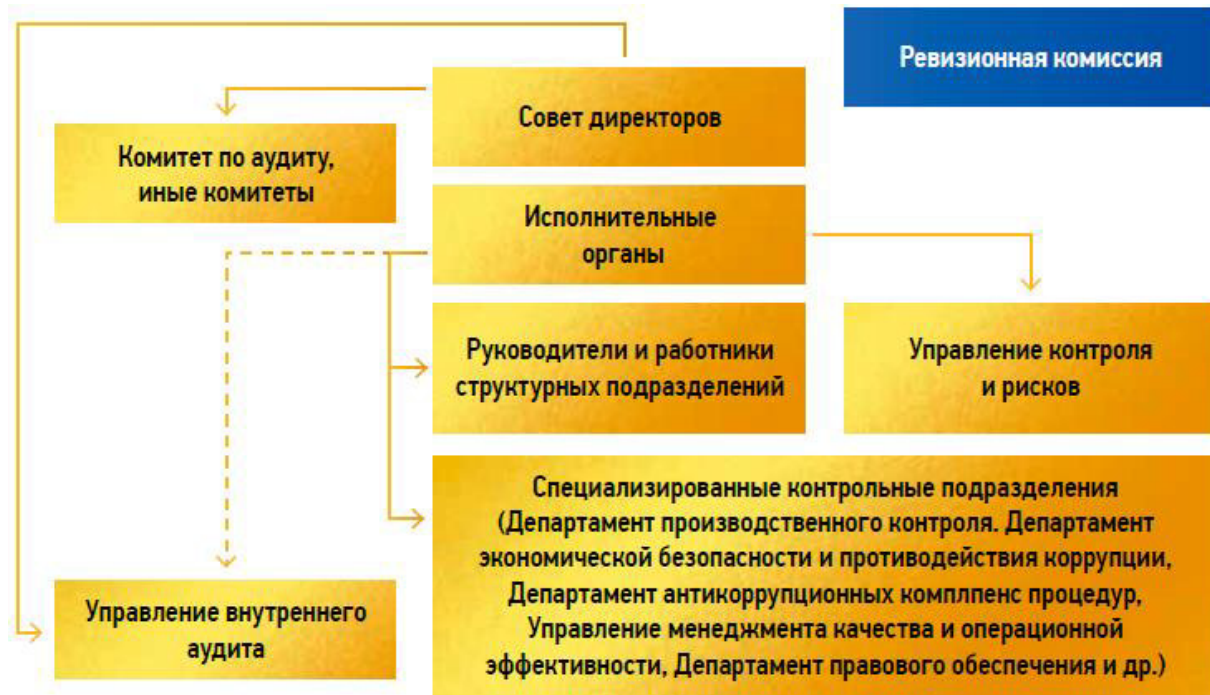 Ревизионная комиссия
Совет директоров
Комитет по аудиту,
иные комитеты
Исполнительные
органы
Руководители и работники
структурных подразделений
Управление контроля
и рисков
Специализированные контрольные подразделения
(Департамент производственного контроля. Департамент
экономической безопасности и противодействия коррупции,
Департамент антикоррупционных комплпенс процедур,
Управление менеджмента качества и операционной
эффективности, Департамент правового обеспечения и др.)
Управление внутреннего
аудита